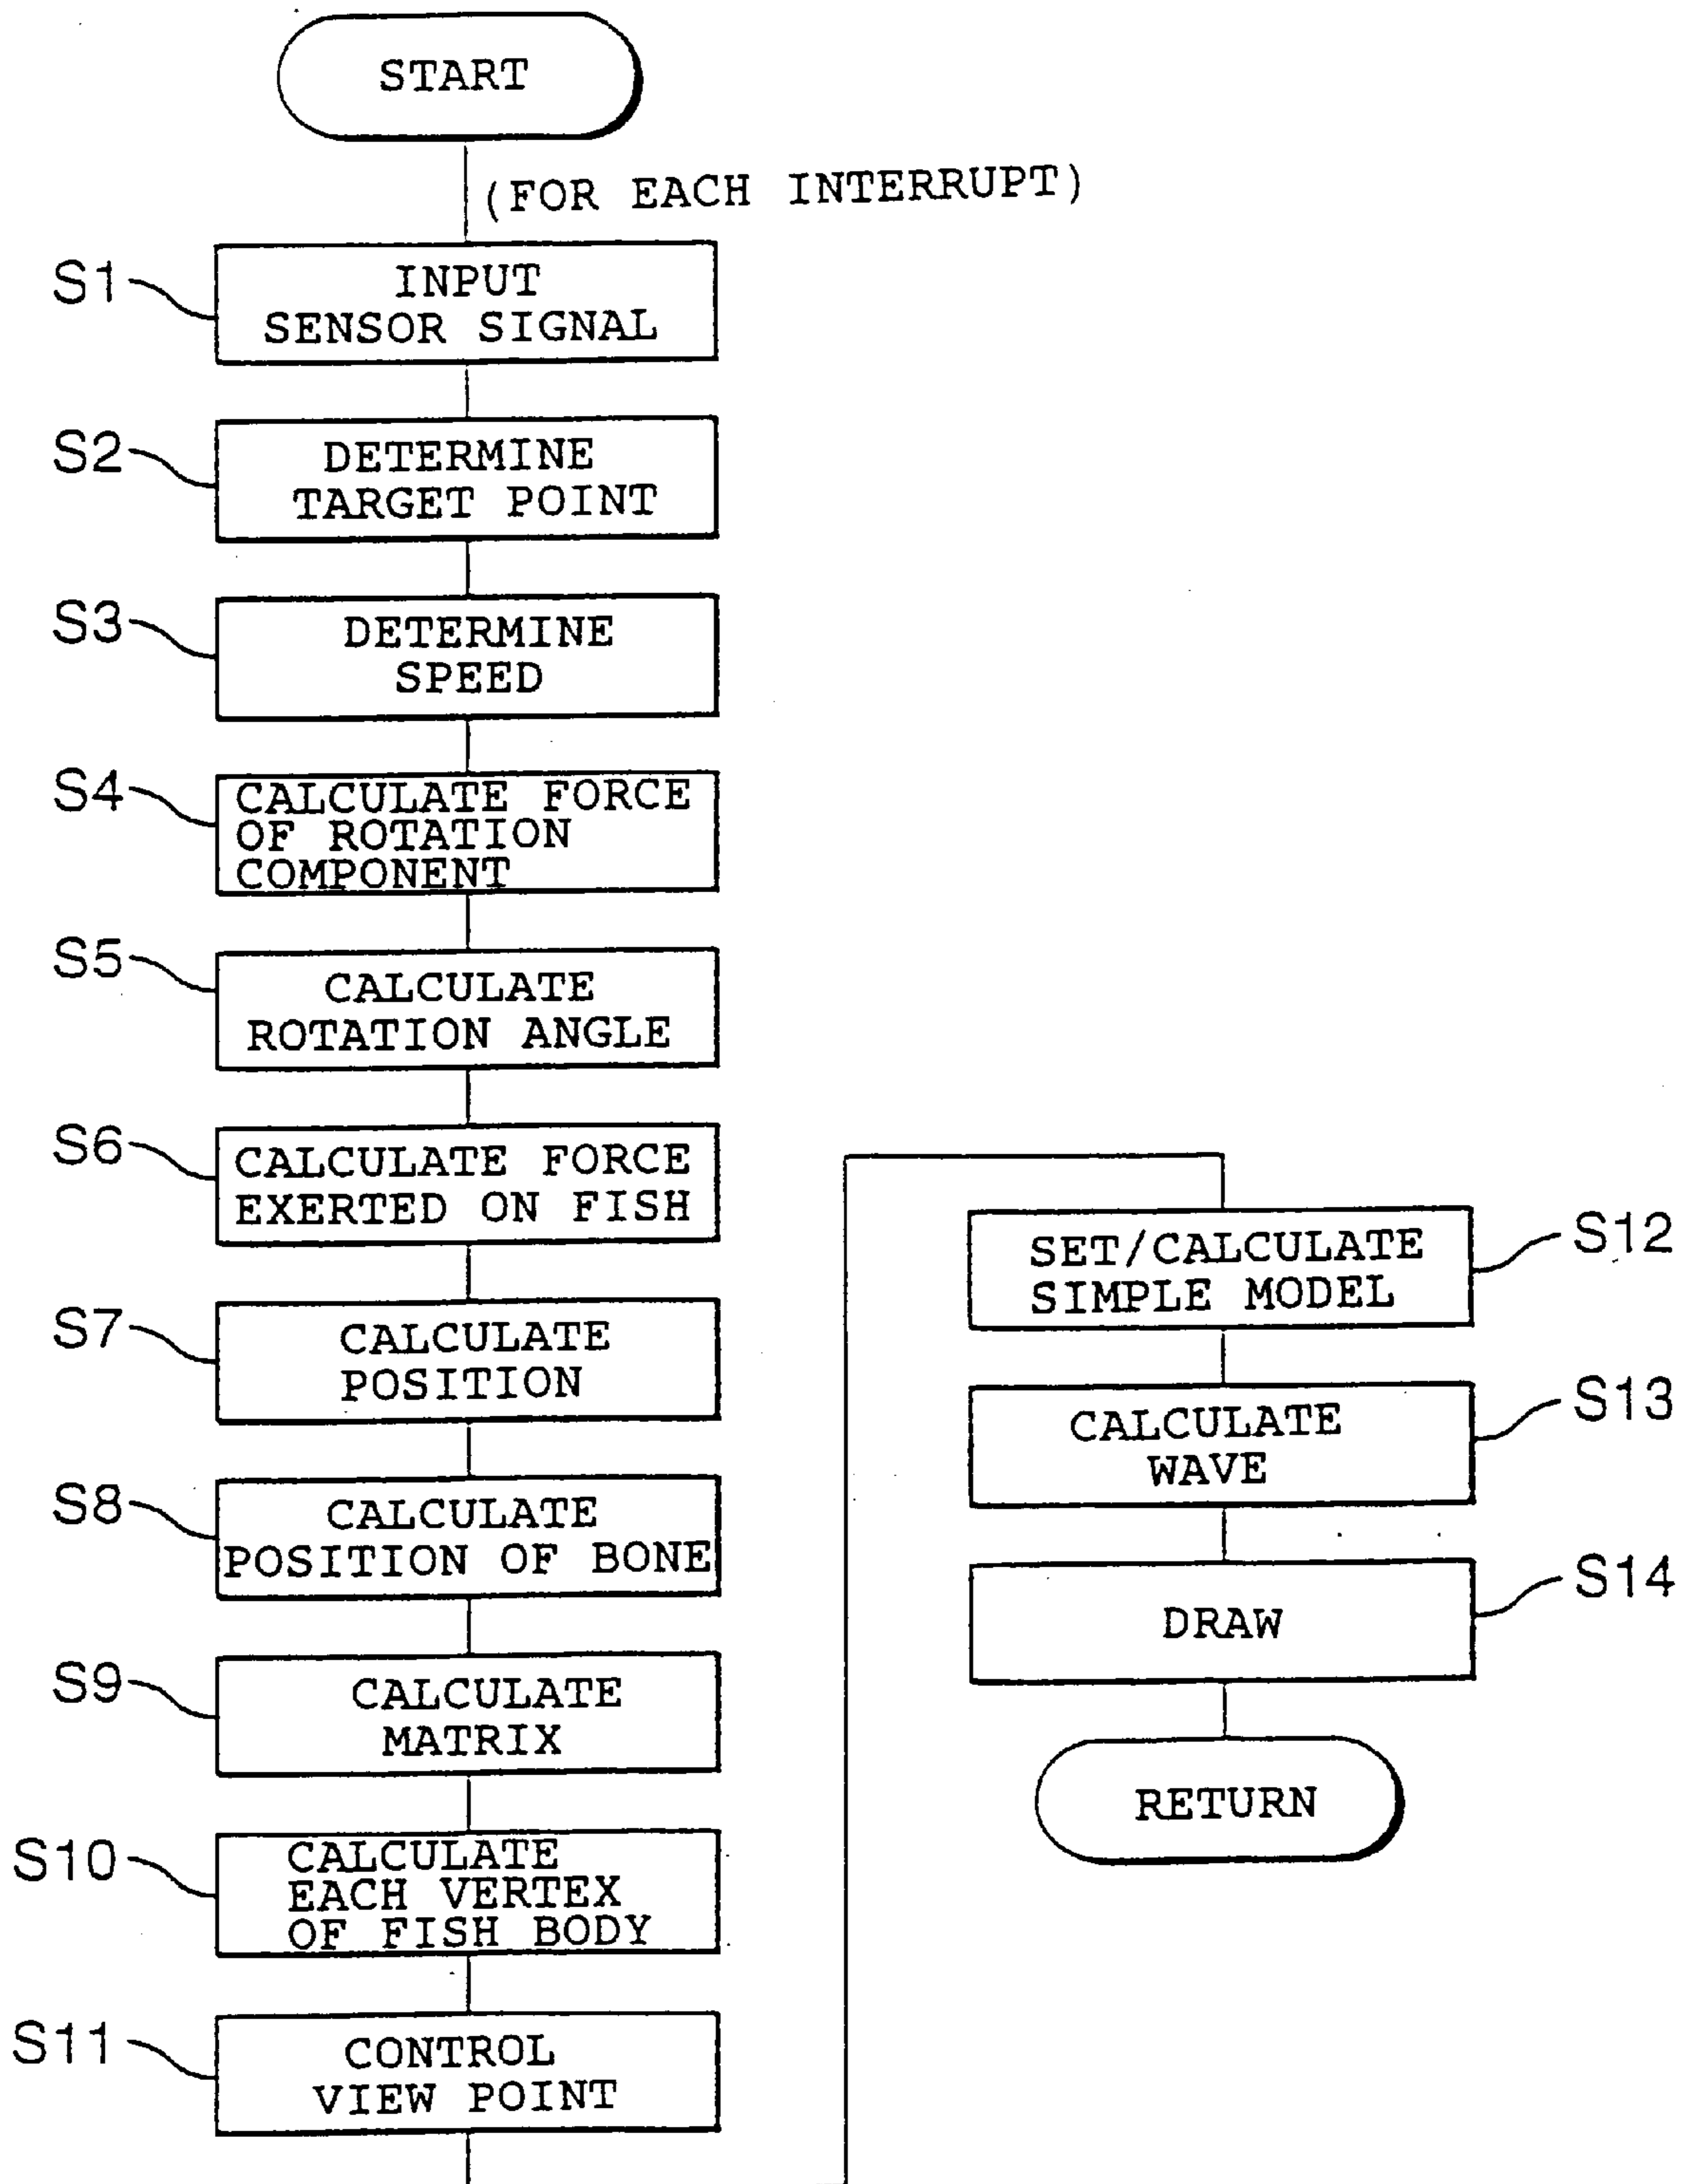 START
(FOR EACH INTERRUPT)
S1
INPUT
SENSOR SIGNAL
S2
DETERMINE
TARGET POINT
S3
DETERMINE
SPEED
S4
CALCULATE FORCE
OF ROTATION
COMPONENT
S5
CALCULATE
ROTATION ANGLE
S6
CALCULATE FORCE
EXERTED ON FISH
S7
CALCULATE
POSITION
S8
CALCULATE
POSITION OF BONE
S9
CALCULATE
MATRIX
S10
CALCULATE
EACH VERTEX
OF FISH BODY
S11
CONTROL
VIEW POINT
S12
SET/CALCULATE
SIMPLE MODEL
S13
CALCULATE
WAVE
S14
DRAW
RETURN